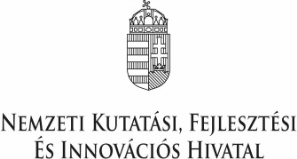 NEMZETI KUTATÁSI, FEJLESZTÉSI
ÉS INNOVÁCIÓS HIVATAL